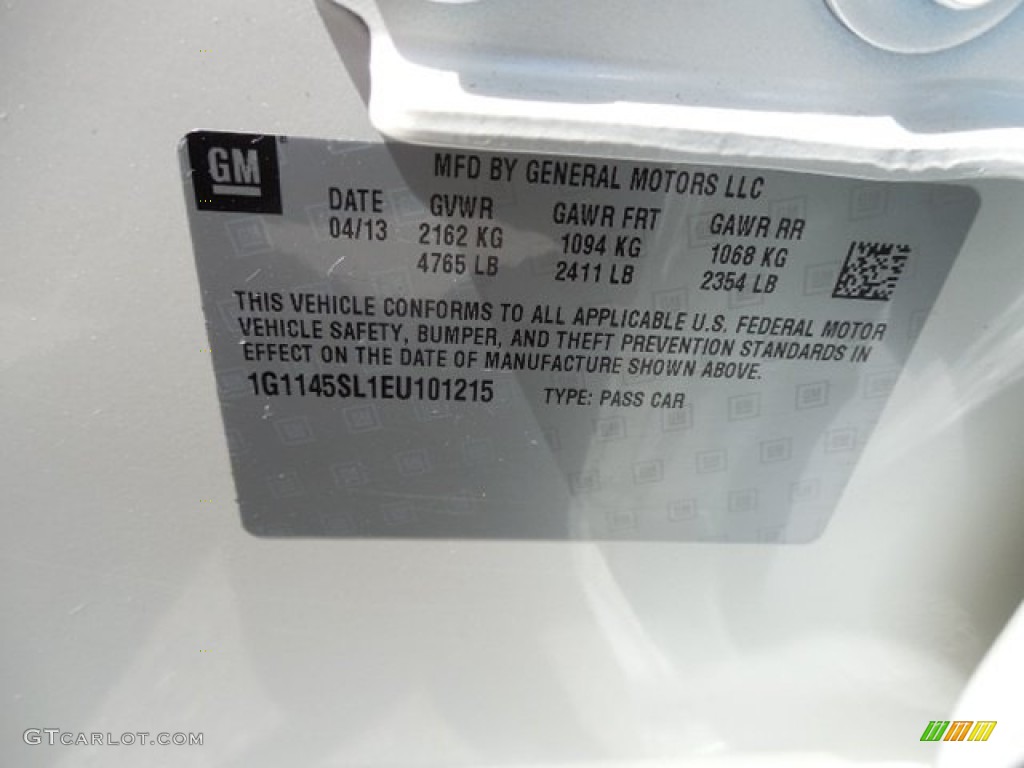 GM
MFD BY GENERAL MOTORS LLC
DATE GVWR GAWR FRT GAWR RR
04/13 2162 KG 1094 KG 1068 KG
4765 LB 2411 LB 2354 LB
THIS VEHICLE CONFORMS TO ALL APPLICABLE U.S. FEDERAL MOTOR
VEHICLE SAFETY, BUMPER, AND THEFT PREVENTION STANDARDS IN
EFFECT ON THE DATE OF MANUFACTURE SHOWN ABOVE.
1G1145SL1EU101215 TYPE: PASS CAR
GTCARLOT.COM